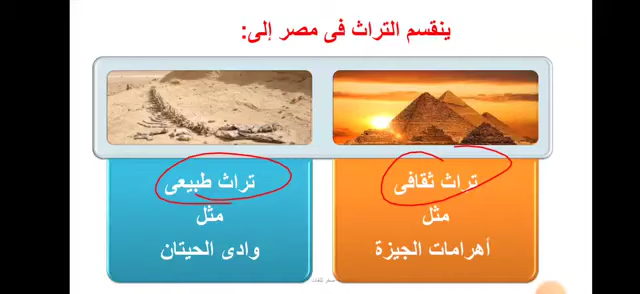 ينقسم التراث فى مصر إلى:
تراث ثقافى
مثل
أهرامات الجيزة
تراث طبيعى
مثل
وادى الحيتان